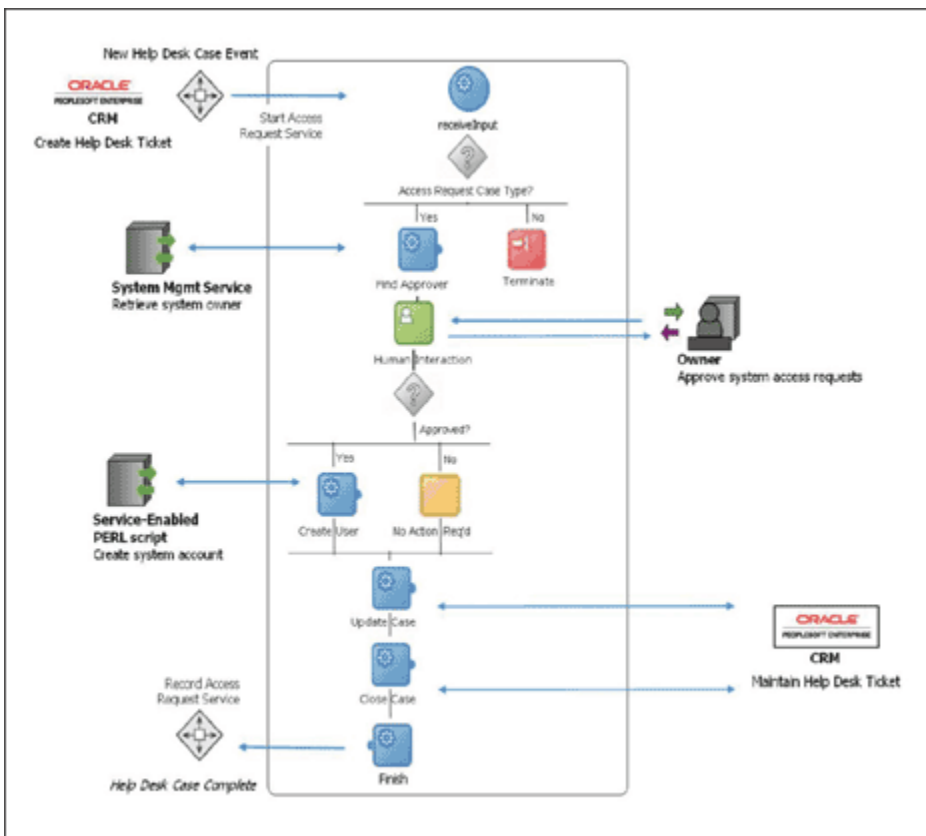 New Help Desk Case Event
ORACLE
PEOPLESOFT ENTERPRISE
CRM
Create Help Desk Ticket
Start Access
Request Service
receiveInput
Access Request Case Type?
Yes
No
Find Approver
Terminate
System Mgmt Service
Retrieve system owner
Human Interaction
Owner
Approve system access requests
Approved?
Yes
No
Create User
No Action Req'd
Service-Enabled
PERL script
Create system account
Update Case
ORACLE
PEOPLESOFT ENTERPRISE
CRM
Maintain Help Desk Ticket
Close Case
Record Access
Request Service
Finish
Help Desk Case Complete